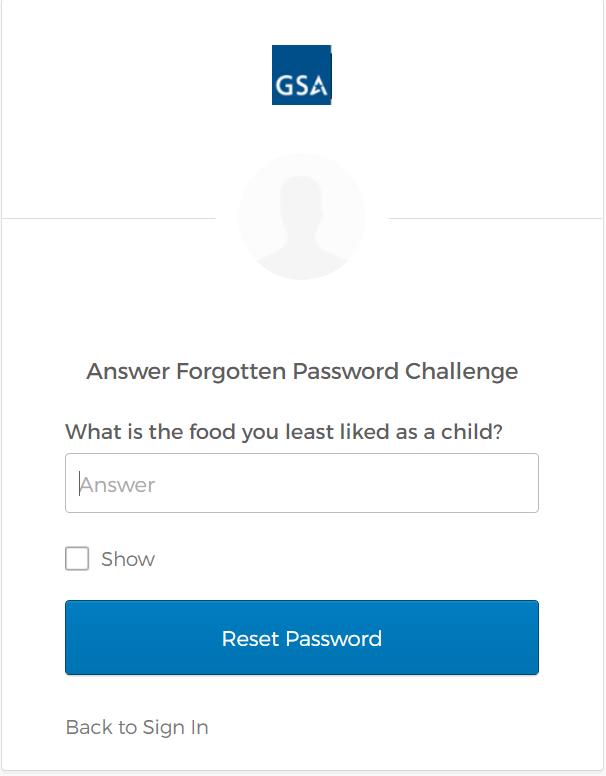 GSA
Answer Forgotten Password Challenge
What is the food you least liked as a child?
Answer
Show
Reset Password
Back to Sign In